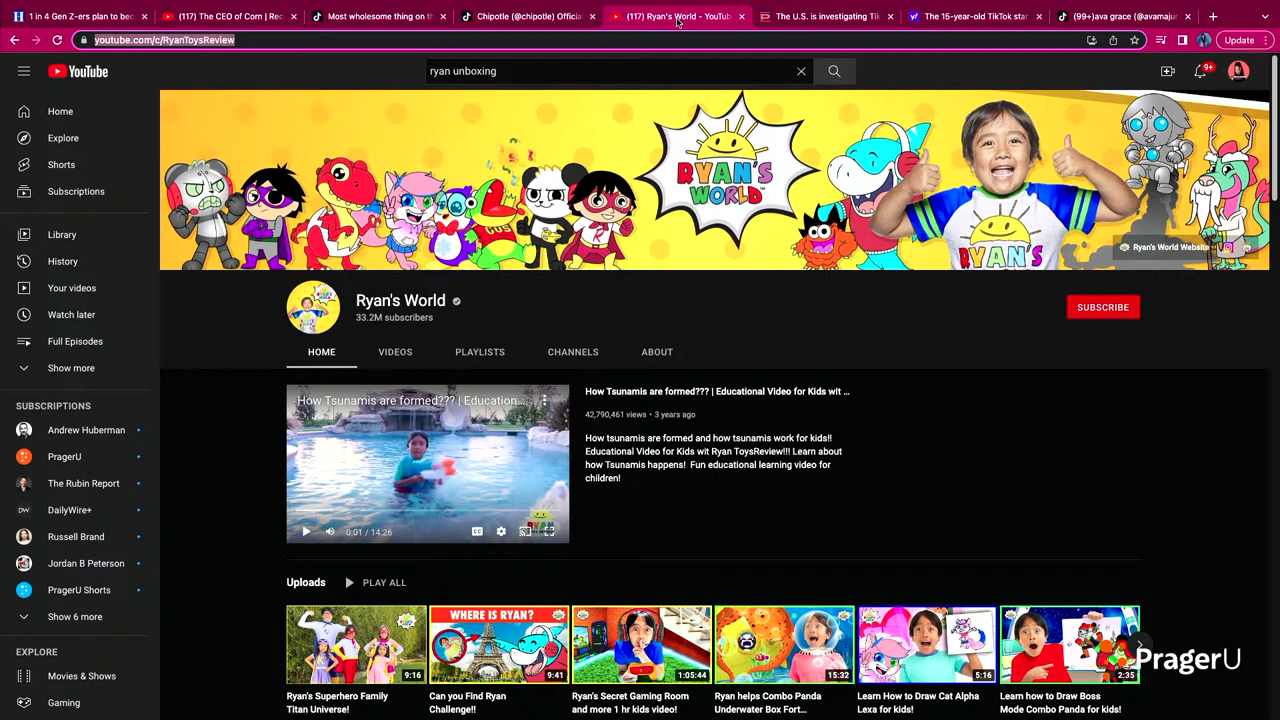 1 in 4 Gen Z-ers plan to bec
(117) The CEO of Corn | Rec
Most wholesome thing on th
Chipotle (@chipotle) Officia
(117) Ryan's World - YouTub
The U.S. is investigating Tik
The 15-year-old TikTok star
(99+) ava grace (@avamajur
youtube.com/c/RyanToysReview
Update
YouTube
ryan unboxing
9+
Home
Explore
Shorts
Subscriptions
Library
History
Your videos
Watch later
Full Episodes
Show more
SUBSCRIPTIONS
Andrew Huberman
PragerU
The Rubin Report
DW
DailyWire+
Russell Brand
Jordan B Peterson
PragerU Shorts
Show 6 more
EXPLORE
Movies & Shows
Gaming
RYAN'S
WORLD
GUS
RYAN'S
Ryan's World Website
Ryan's World
33.2M subscribers
SUBSCRIBE
HOME
VIDEOS
PLAYLISTS
CHANNELS
ABOUT
How Tsunamis are formed??? | Education...
0:01 / 14:26
How Tsunamis are formed??? | Educational Video for Kids wit ...
42,790,461 views • 3 years ago
How tsunamis are formed and how tsunamis work for kids!!
Educational Video for Kids wit Ryan ToysReview!!! Learn about
how Tsunamis happens! Fun educational learning video for
children!
Uploads
PLAY ALL
9:16
Ryan's Superhero Family
Titan Universe!
WHERE IS RYAN?
9:41
Can you Find Ryan
Challenge!!
1:05:44
Ryan's Secret Gaming Room
and more 1 hr kids video!
15:32
Ryan helps Combo Panda
Underwater Box Fort...
5:16
Learn How to Draw Cat Alpha
Lexa for kids!
2:35
Learn how to Draw Boss
Mode Combo Panda for kids!
PragerU